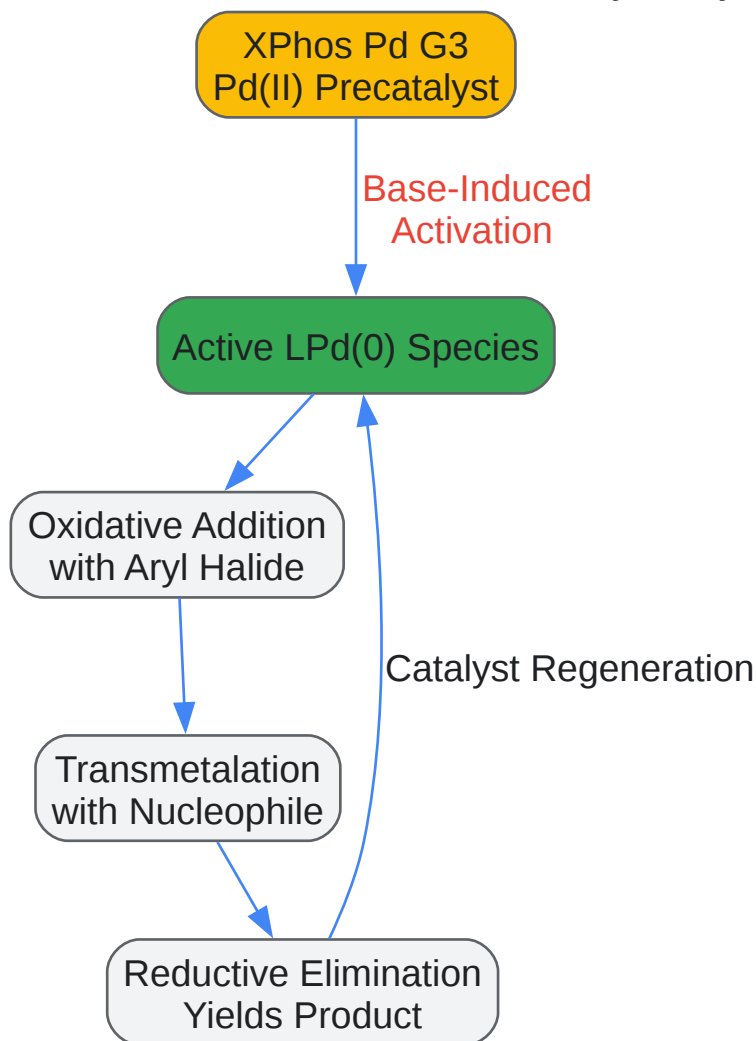 XPhos Pd G3
Pd(II) Precatalyst
Base-Induced
Activation
Active LPd(0) Species
Oxidative Addition
with Aryl Halide
Catalyst Regeneration
Transmetalation
with Nucleophile
Reductive Elimination
Yields Product